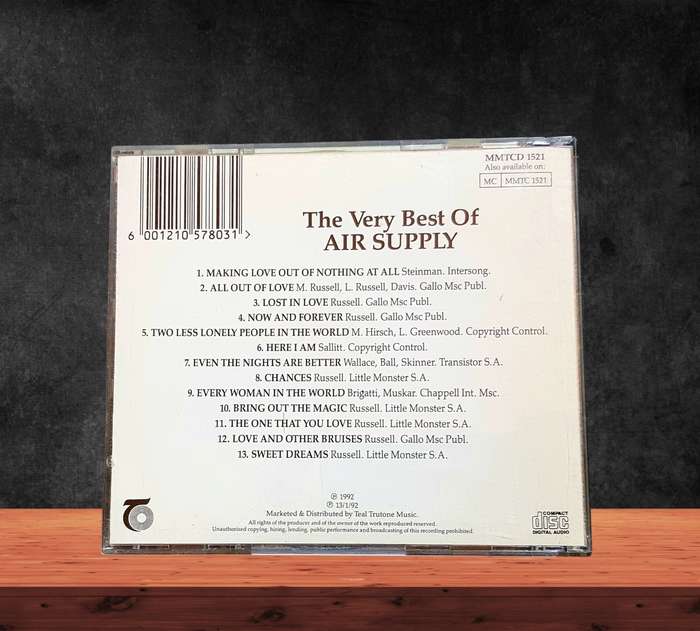 MMTCD 1521
Also available on:
MC MMTC 1521
6 001210 578031 >
The Very Best Of
AIR SUPPLY
1. MAKING LOVE OUT OF NOTHING AT ALL Steinman. Intersong.
2. ALL OUT OF LOVE M. Russell, L. Russell, Davis. Gallo Msc Publ.
3. LOST IN LOVE Russell. Gallo Msc Publ.
4. NOW AND FOREVER Russell. Gallo Msc Publ.
5. TWO LESS LONELY PEOPLE IN THE WORLD M. Hirsch, L. Greenwood. Copyright Control.
6. HERE I AM Sallitt. Copyright Control.
7. EVEN THE NIGHTS ARE BETTER Wallace, Ball, Skinner. Transistor S.A.
8. CHANCES Russell. Little Monster S.A.
9. EVERY WOMAN IN THE WORLD Brigatti, Muskar. Chappell Int. Msc.
10. BRING OUT THE MAGIC Russell. Little Monster S.A.
11. THE ONE THAT YOU LOVE Russell. Little Monster S.A.
12. LOVE AND OTHER BRUISES Russell. Gallo Msc Publ.
13. SWEET DREAMS Russell. Little Monster S.A.
℗ 1992
℗ 13/1/92
Marketed & Distributed by Teal Trutone Music.
All rights of the producer and of the owner of the work reproduced reserved.
Unauthorised copying, hiring, lending, public performance and broadcasting of this recording prohibited.
COMPACT
disc
DIGITAL AUDIO